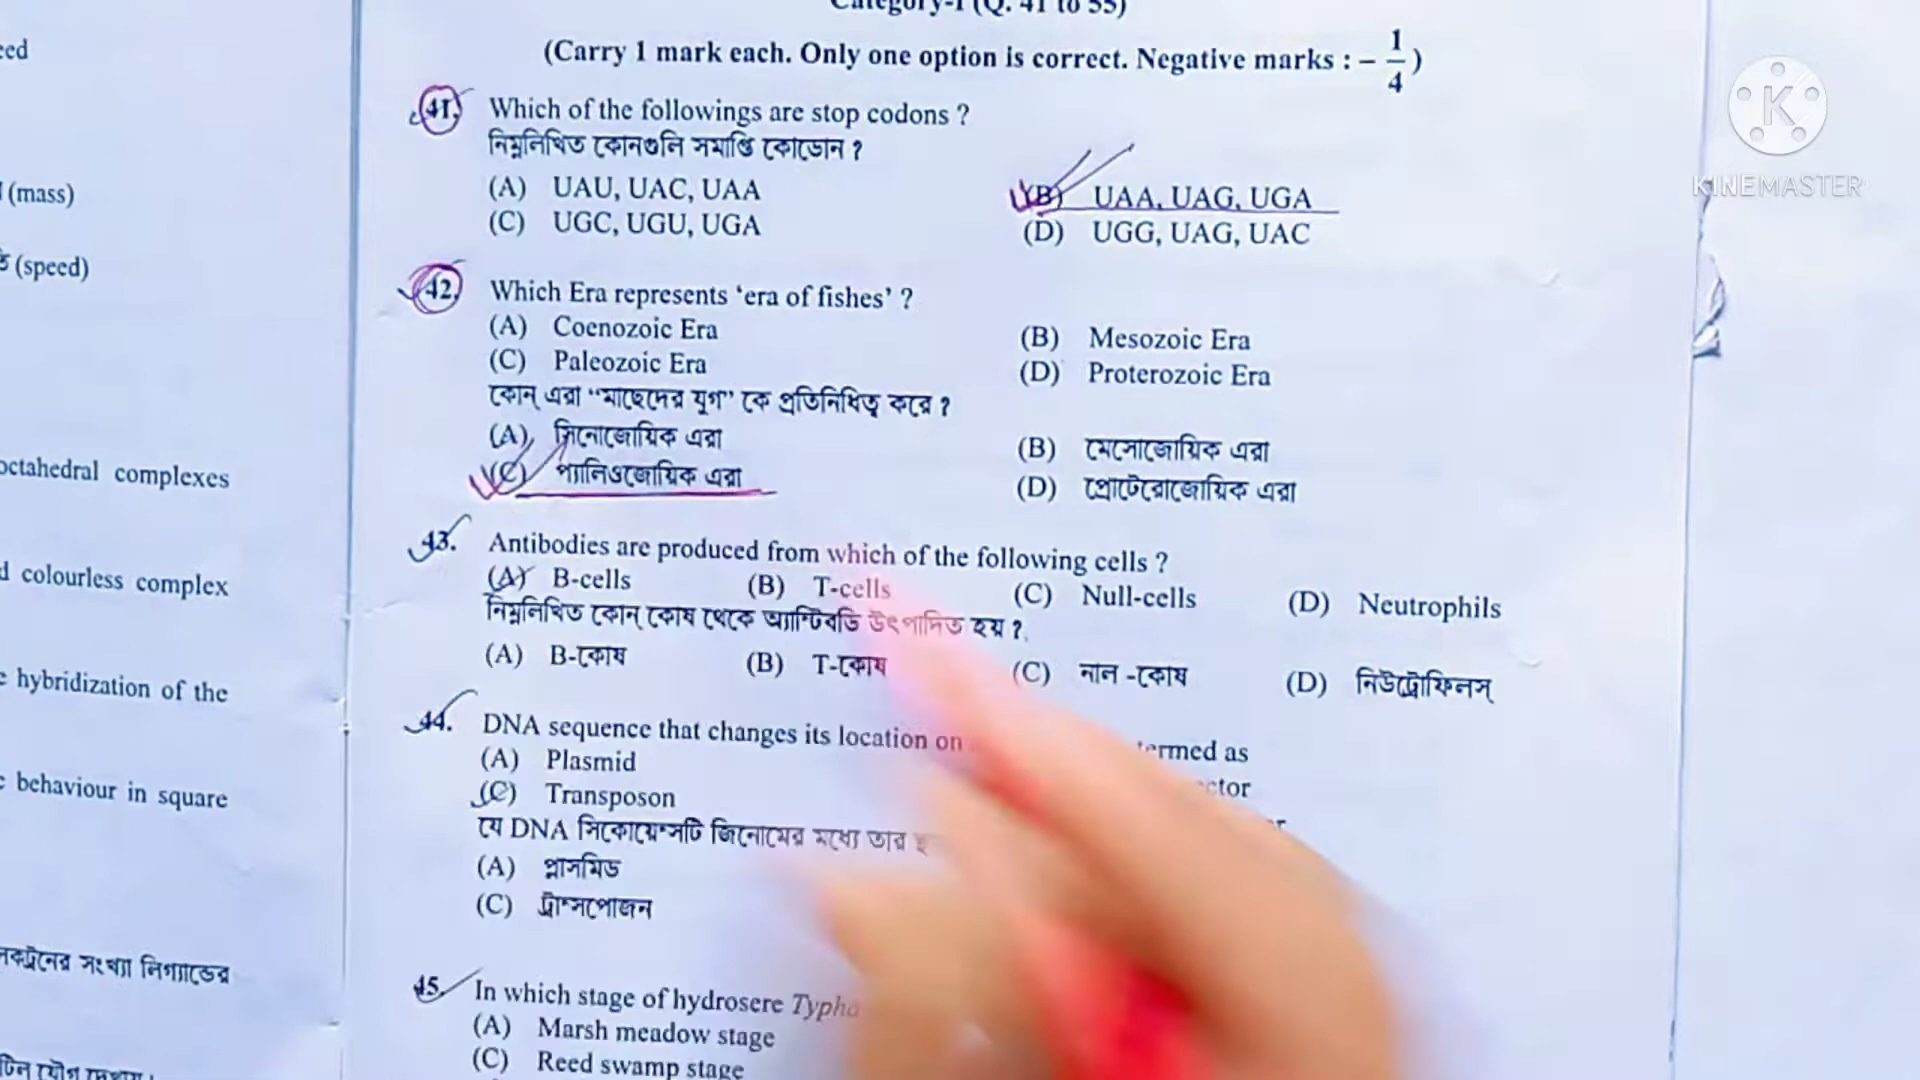 Category-I (Q. 41 to 55)
(Carry 1 mark each. Only one option is correct. Negative marks : – 1/4)
41. Which of the followings are stop codons ?
নিম্নলিখিত কোনগুলি সমাপ্তি কোডোন ?
(A) UAU, UAC, UAA (B) UAA, UAG, UGA
(C) UGC, UGU, UGA (D) UGG, UAG, UAC
42. Which Era represents ‘era of fishes’ ?
(A) Coenozoic Era (B) Mesozoic Era
(C) Paleozoic Era (D) Proterozoic Era
কোন্ এরা “মাছেদের যুগ” কে প্রতিনিধিত্ব করে ?
(A) সিনোজোয়িক এরা (B) মেসোজোয়িক এরা
(C) প্যালিওজোয়িক এরা (D) প্রোটেরোজোয়িক এরা
43. Antibodies are produced from which of the following cells ?
(A) B-cells (B) T-cells (C) Null-cells (D) Neutrophils
নিম্নলিখিত কোন্ কোষ থেকে অ্যান্টিবডি উৎপাদিত হয় ?
(A) B-কোষ (B) T-কোষ (C) নাল -কোষ (D) নিউট্রোফিলস্
44. DNA sequence that changes its location on termed as
(A) Plasmid
(C) Transposon
যে DNA সিকোয়েন্সটি জিনোমের মধ্যে তার
(A) প্লাসমিড
(C) ট্রান্সপোজন
45. In which stage of hydrosere Typha
(A) Marsh meadow stage
(C) Reed swamp stage
(mass)
(speed)
octahedral complexes
colourless complex
hybridization of the
behaviour in square
সংখ্যা লিগ্যান্ডের
K
KINEMASTER